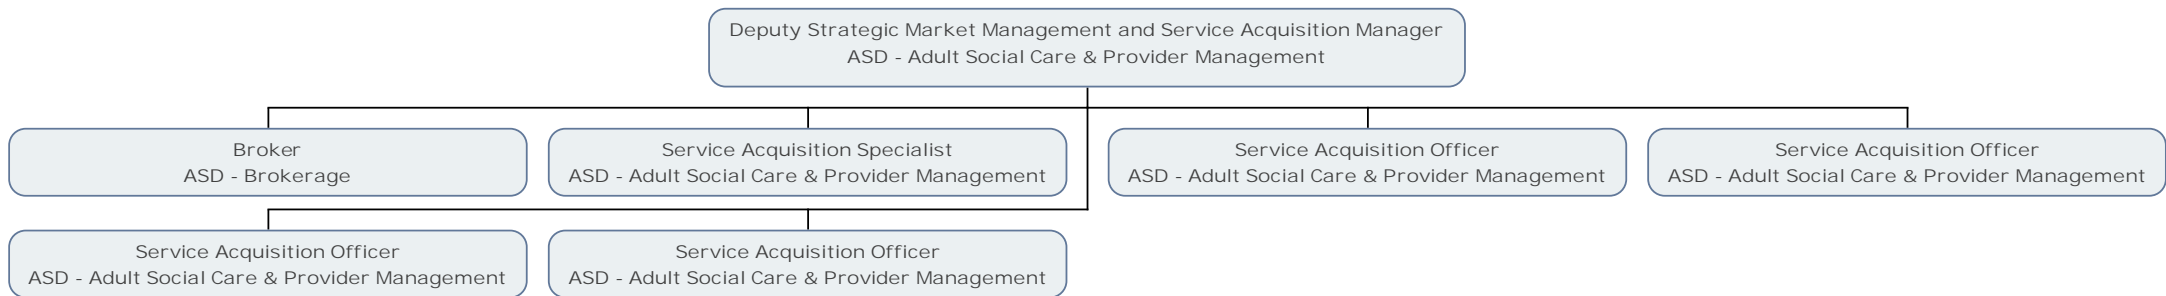 Deputy Strategic Market Management and Service Acquisition Manager
ASD - Adult Social Care & Provider Management
Broker
ASD - Brokerage
Service Acquisition Specialist
ASD - Adult Social Care & Provider Management
Service Acquisition Officer
ASD - Adult Social Care & Provider Management
Service Acquisition Officer
ASD - Adult Social Care & Provider Management
Service Acquisition Officer
ASD - Adult Social Care & Provider Management
Service Acquisition Officer
ASD - Adult Social Care & Provider Management